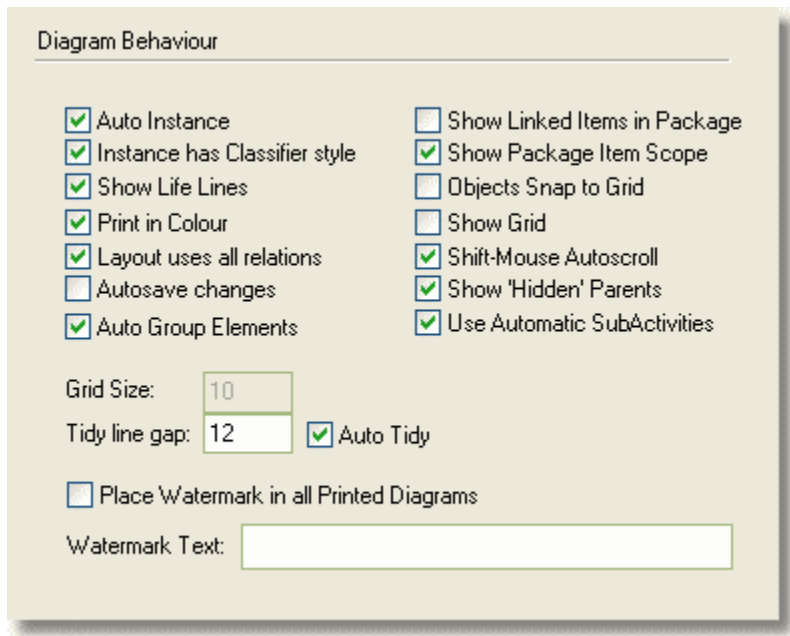 Diagram Behaviour
Auto Instance
Instance has Classifier style
Show Life Lines
Print in Colour
Layout uses all relations
Autosave changes
Auto Group Elements
Show Linked Items in Package
Show Package Item Scope
Objects Snap to Grid
Show Grid
Shift-Mouse Autoscroll
Show 'Hidden' Parents
Use Automatic SubActivities
Grid Size: 10
Tidy line gap: 12 Auto Tidy
Place Watermark in all Printed Diagrams
Watermark Text: